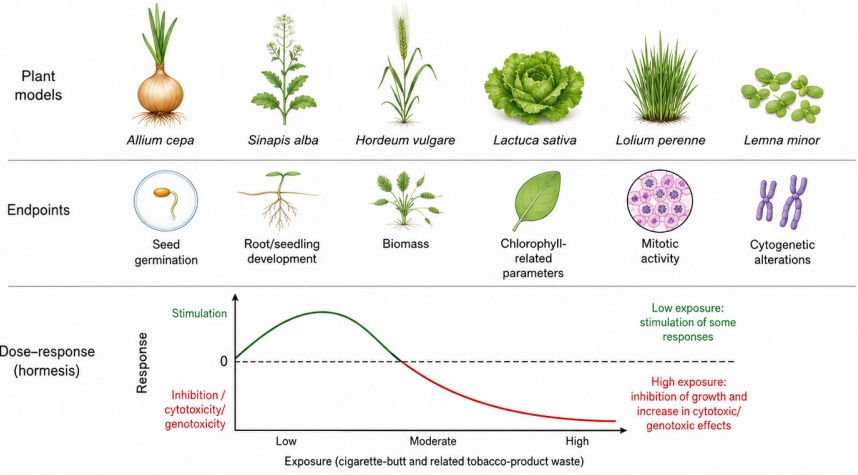 Plant
models
Allium cepa
Sinapis alba
Hordeum vulgare
Lactuca sativa
Lolium perenne
Lemna minor
Endpoints
Seed
germination
Root/seedling
development
Biomass
Chlorophyll-
related
parameters
Mitotic
activity
Cytogenetic
alterations
Dose–response
(hormesis)
Response
Stimulation
0
Inhibition /
cytotoxicity/
genotoxicity
Low exposure:
stimulation of some
responses
High exposure:
inhibition of growth and
increase in cytotoxic/
genotoxic effects
Low
Moderate
High
Exposure (cigarette-butt and related tobacco-product waste)